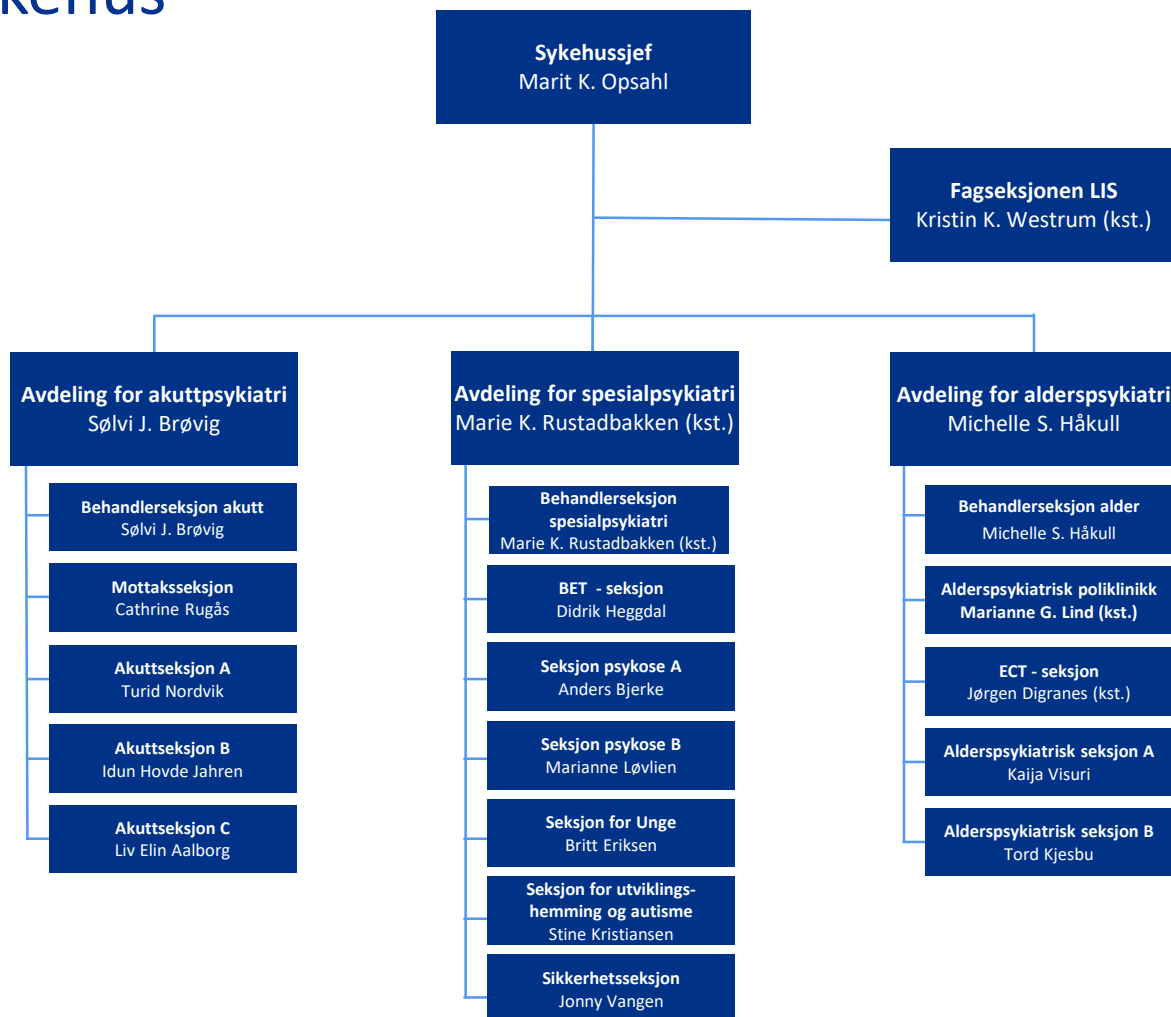 Sykehussjef
Marit K. Opsahl
Fagseksjonen LIS
Kristin K. Westrum (kst.)
Avdeling for akuttpsykiatri
Sølvi J. Brøvig
Behandlerseksjon akutt
Sølvi J. Brøvig
Mottaksseksjon
Cathrine Rugås
Akuttseksjon A
Turid Nordvik
Akuttseksjon B
Idun Hovde Jahren
Akuttseksjon C
Liv Elin Aalborg
Avdeling for spesialpsykiatri
Marie K. Rustadbakken (kst.)
Behandlerseksjon
spesialpsykiatri
Marie K. Rustadbakken (kst.)
BET - seksjon
Didrik Heggdal
Seksjon psykose A
Anders Bjerke
Seksjon psykose B
Marianne Løvlien
Seksjon for Unge
Britt Eriksen
Seksjon for utviklings-
hemming og autisme
Stine Kristiansen
Sikkerhetsseksjon
Jonny Vangen
Avdeling for alderspsykiatri
Michelle S. Håkull
Behandlerseksjon alder
Michelle S. Håkull
Alderspsykiatrisk poliklinikk
Marianne G. Lind (kst.)
ECT - seksjon
Jørgen Digranes (kst.)
Alderspsykiatrisk seksjon A
Kaija Visuri
Alderspsykiatrisk seksjon B
Tord Kjesbu